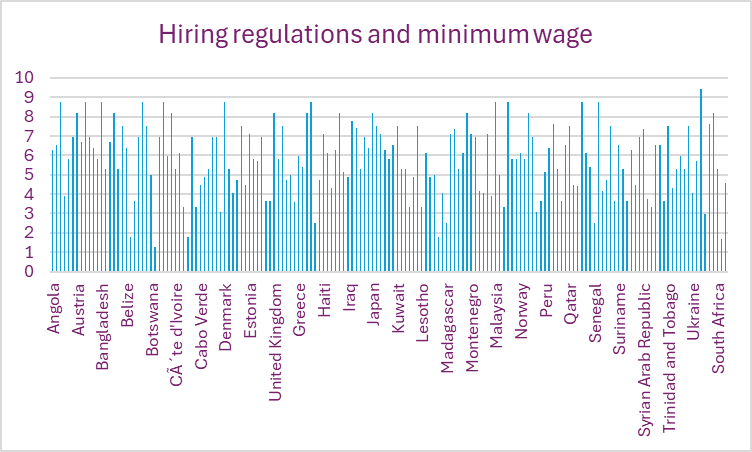 Hiring regulations and minimum wage
10
9
8
7
6
5
4
3
2
1
0
Angola
Austria
Bangladesh
Belize
Botswana
CÃ´te d'Ivoire
Cabo Verde
Denmark
Estonia
United Kingdom
Greece
Haiti
Iraq
Japan
Kuwait
Lesotho
Madagascar
Montenegro
Malaysia
Norway
Peru
Qatar
Senegal
Suriname
Syrian Arab Republic
Trinidad and Tobago
Ukraine
South Africa